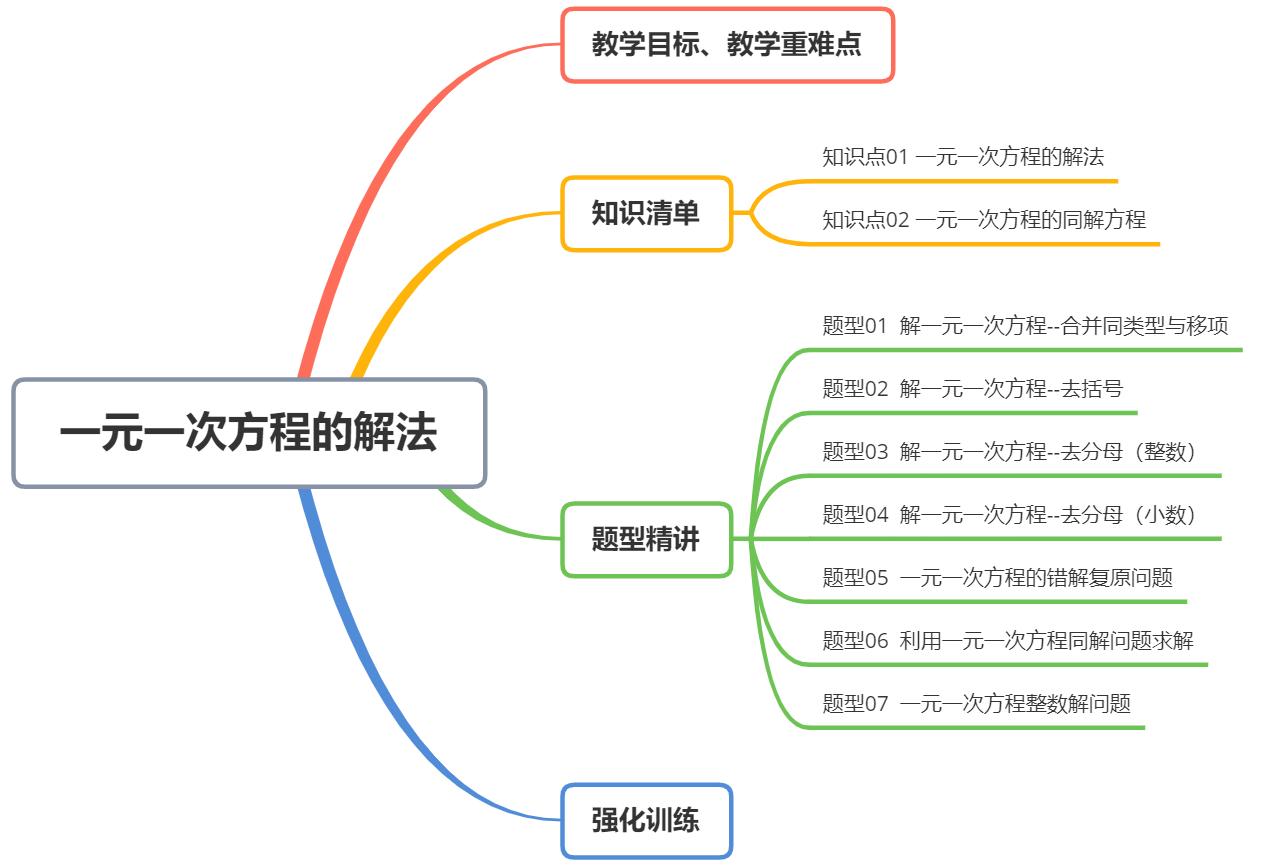 教学目标、教学重难点
知识点01 一元一次方程的解法
知识清单
知识点02 一元一次方程的同解方程
题型01 解一元一次方程--合并同类型与移项
题型02 解一元一次方程--去括号
一元一次方程的解法
题型03 解一元一次方程--去分母（整数）
题型04 解一元一次方程--去分母（小数）
题型精讲
题型05 一元一次方程的错解复原问题
题型06 利用一元一次方程同解问题求解
题型07 一元一次方程整数解问题
强化训练